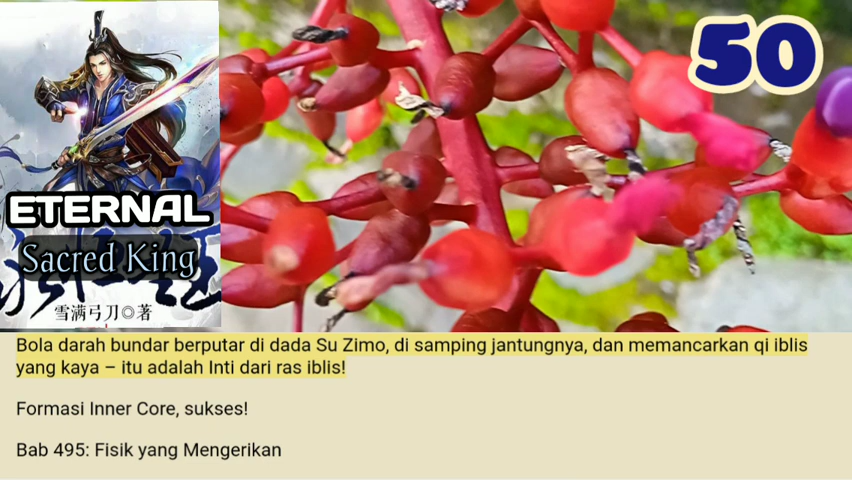 50
ETERNAL
Sacred King
雪满弓刀◎著
Bola darah bundar berputar di dada Su Zimo, di samping jantungnya, dan memancarkan qi iblis
yang kaya – itu adalah Inti dari ras iblis!
Formasi Inner Core, sukses!
Bab 495: Fisik yang Mengerikan